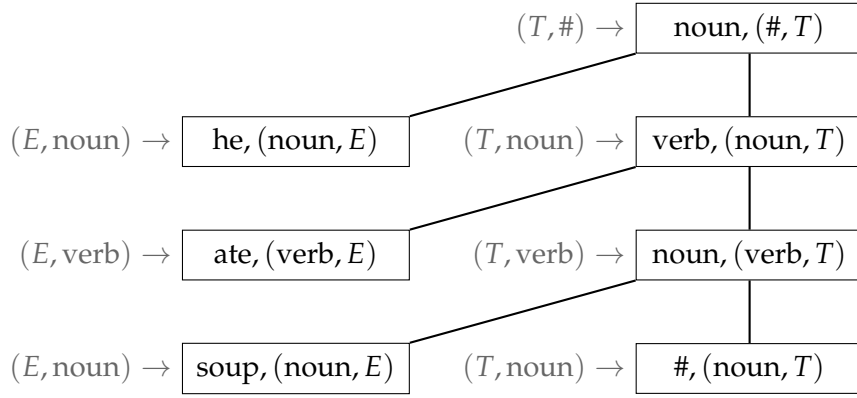 (T, #) → noun, (#, T)
(E, noun) → he, (noun, E) (T, noun) → verb, (noun, T)
(E, verb) → ate, (verb, E) (T, verb) → noun, (verb, T)
(E, noun) → soup, (noun, E) (T, noun) → #, (noun, T)